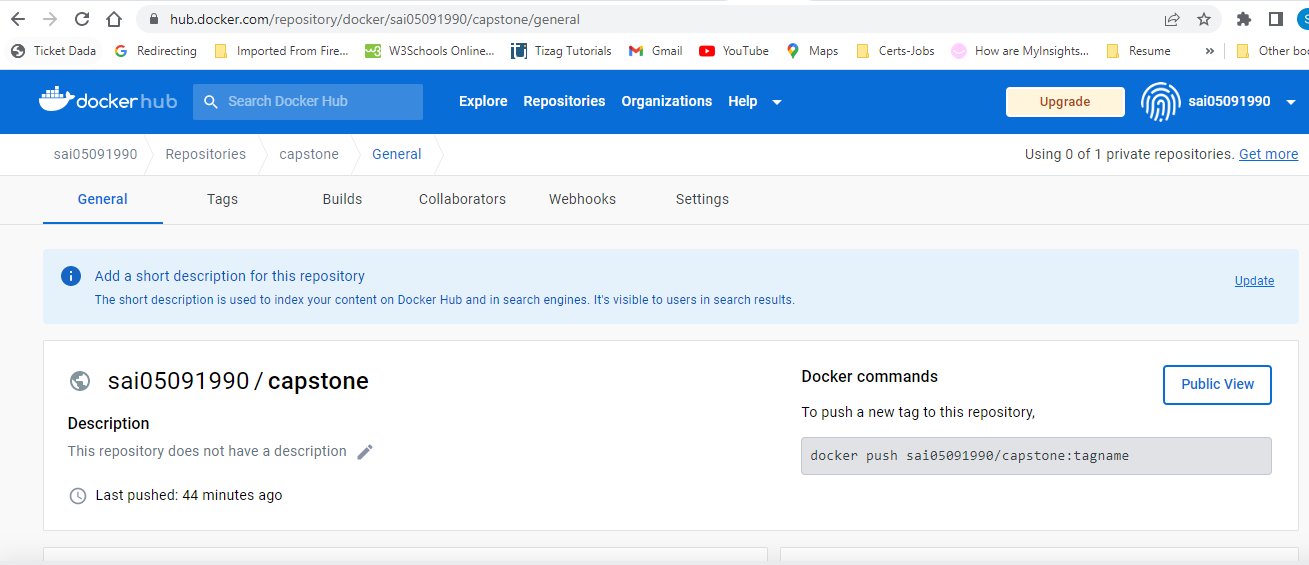 hub.docker.com/repository/docker/sai05091990/capstone/general
Ticket Dada Redirecting Imported From Fire... W3Schools Online... Tizag Tutorials Gmail YouTube Maps Certs-Jobs How are MyInsights... Resume » Other boo
dockerhub Search Docker Hub Explore Repositories Organizations Help Upgrade sai05091990
sai05091990 Repositories capstone General Using 0 of 1 private repositories. Get more
General Tags Builds Collaborators Webhooks Settings
Add a short description for this repository
The short description is used to index your content on Docker Hub and in search engines. It's visible to users in search results.
Update
sai05091990 / capstone
Description
This repository does not have a description
Last pushed: 44 minutes ago
Docker commands
Public View
To push a new tag to this repository,
docker push sai05091990/capstone:tagname